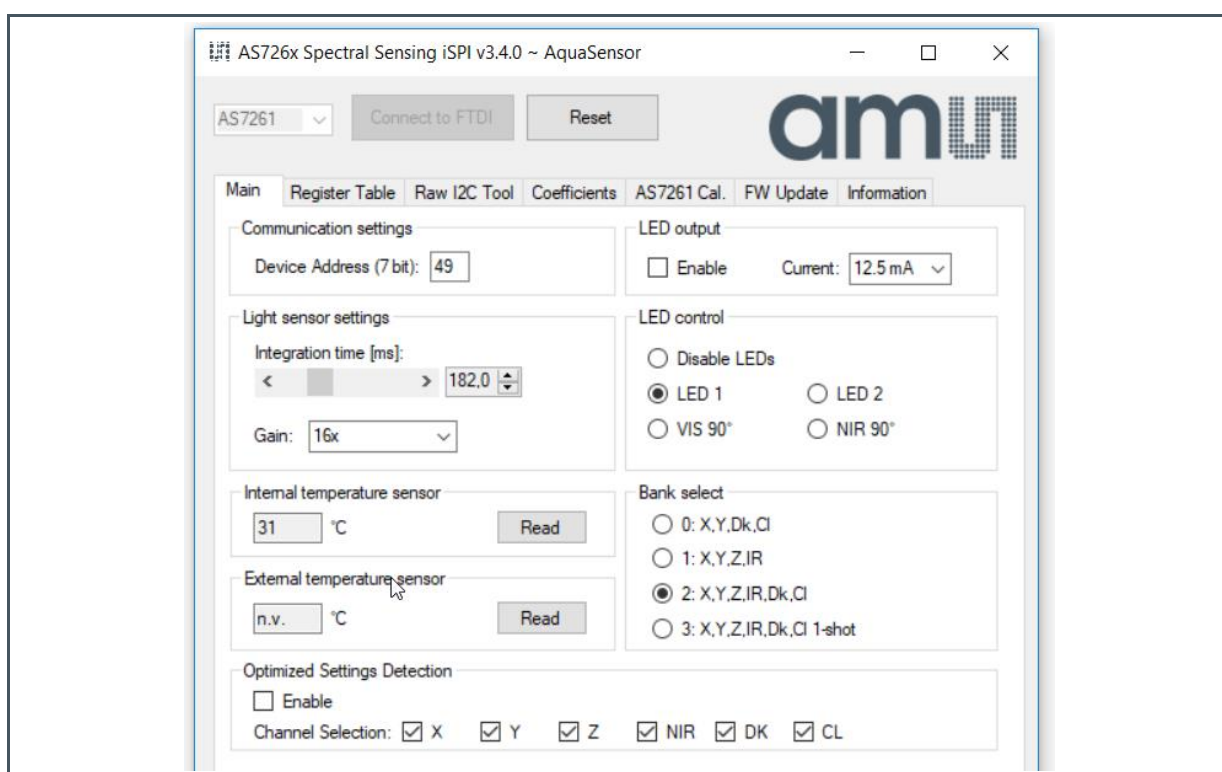 AS726x Spectral Sensing iSPI v3.4.0 ~ AquaSensor
AS7261
Connect to FTDI
Reset
am
Main
Register Table
Raw I2C Tool
Coefficients
AS7261 Cal.
FW Update
Information
Communication settings
Device Address (7 bit): 49
LED output
Enable
Current: 12.5 mA
Light sensor settings
Integration time [ms]:
182,0
Gain: 16x
LED control
Disable LEDs
LED 1
LED 2
VIS 90°
NIR 90°
Internal temperature sensor
31 °C
Read
External temperature sensor
n.v. °C
Read
Bank select
0: X,Y,Dk,Cl
1: X,Y,Z,IR
2: X,Y,Z,IR,Dk,Cl
3: X,Y,Z,IR,Dk,Cl 1-shot
Optimized Settings Detection
Enable
Channel Selection: X Y Z NIR DK CL